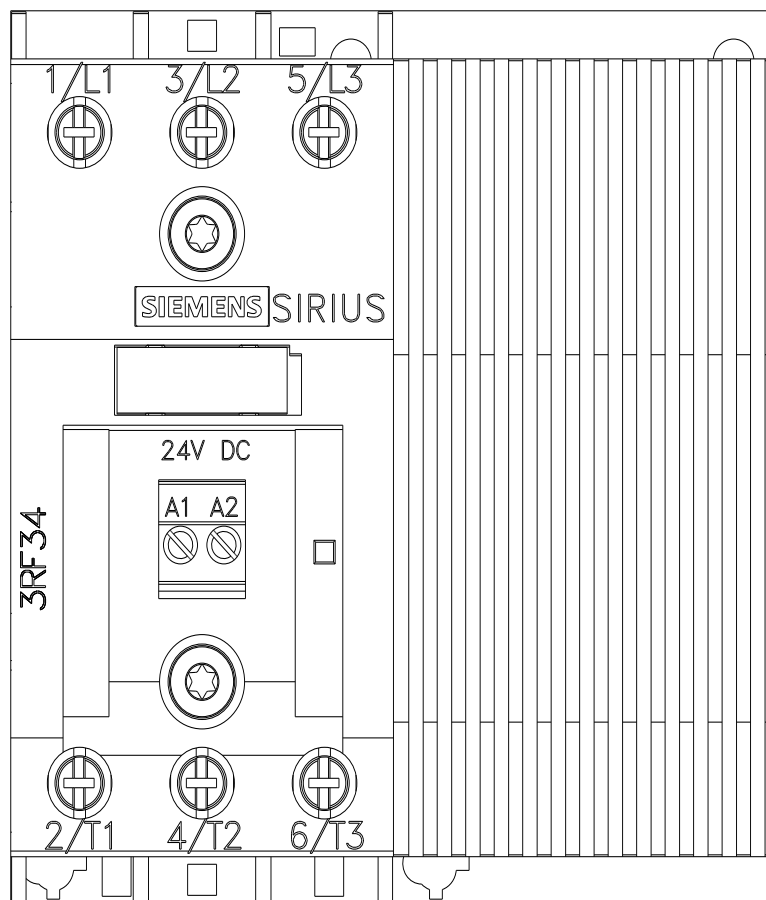 1/L1 3/L2 5/L3
SIEMENS SIRIUS
24V DC
A1 A2
3RF34
2/T1 4/T2 6/T3